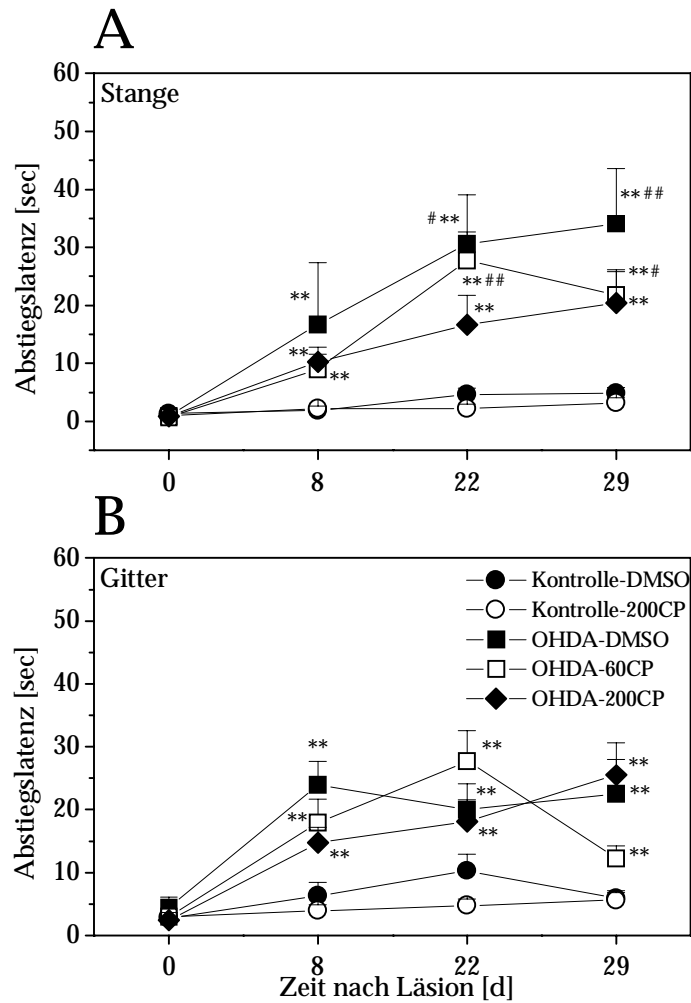 A
60
Stange
50
40
30
20
10
0
Abstiegslatenz [sec]
** ##
# **
**
** ##
** #
**
**
**
**
0 8 22 29
B
60
Gitter
50
40
30
20
10
0
Abstiegslatenz [sec]
Kontrolle-DMSO
Kontrolle-200CP
OHDA-DMSO
OHDA-60CP
OHDA-200CP
**
**
**
**
**
**
**
**
**
0 8 22 29
Zeit nach Läsion [d]